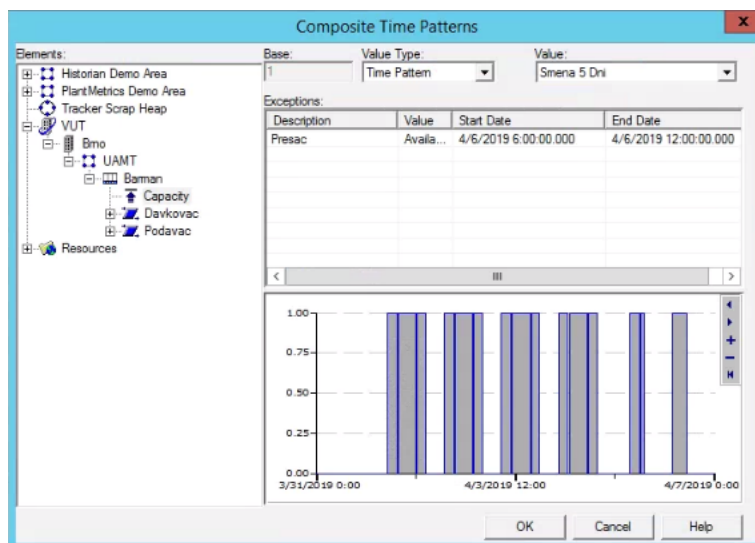 Composite Time Patterns
x
Elements:
Base:
Value Type:
Value:
1
Time Pattern
Smena 5 Dni
Historian Demo Area
PlantMetrics Demo Area
Tracker Scrap Heap
VUT
Brno
UAMT
Barman
Capacity
Davkovac
Podavac
Resources
Exceptions:
Description Value Start Date End Date
Presac Availa... 4/6/2019 6:00:00.000 4/6/2019 12:00:00.000
1.00
0.75
0.50
0.25
0.00
3/31/2019 0:00 4/3/2019 12:00 4/7/2019 0:00
OK Cancel Help